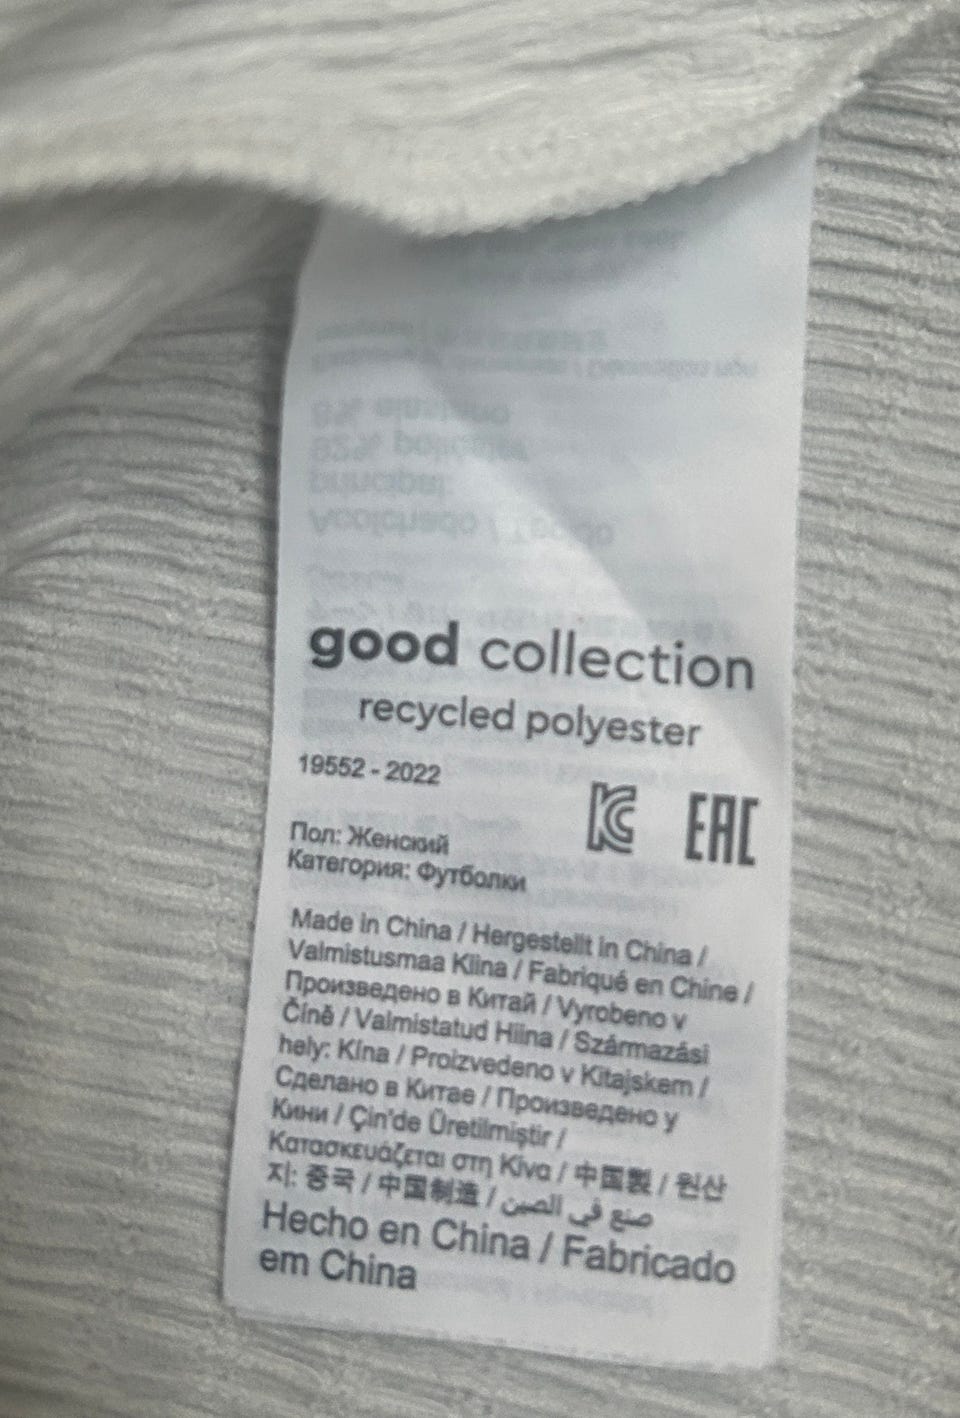 good collection
recycled polyester
19552 - 2022
KC EAC
Пол: Женский
Категория: Футболки
Made in China / Hergestellt in China /
Valmistusmaa Kiina / Fabriqué en Chine /
Произведено в Китай / Vyrobeno v
Číně / Valmistatud Hiina / Származási
hely: Kína / Proizvedeno v Kitajskem /
Сделано в Китае / Произведено у
Кини / Çin'de Üretilmiştir /
Κατασκευάζεται στη Κίνα / 中国製 / 원산
지: 중국 / 中国制造 / صنع في الصين
Hecho en China / Fabricado
em China